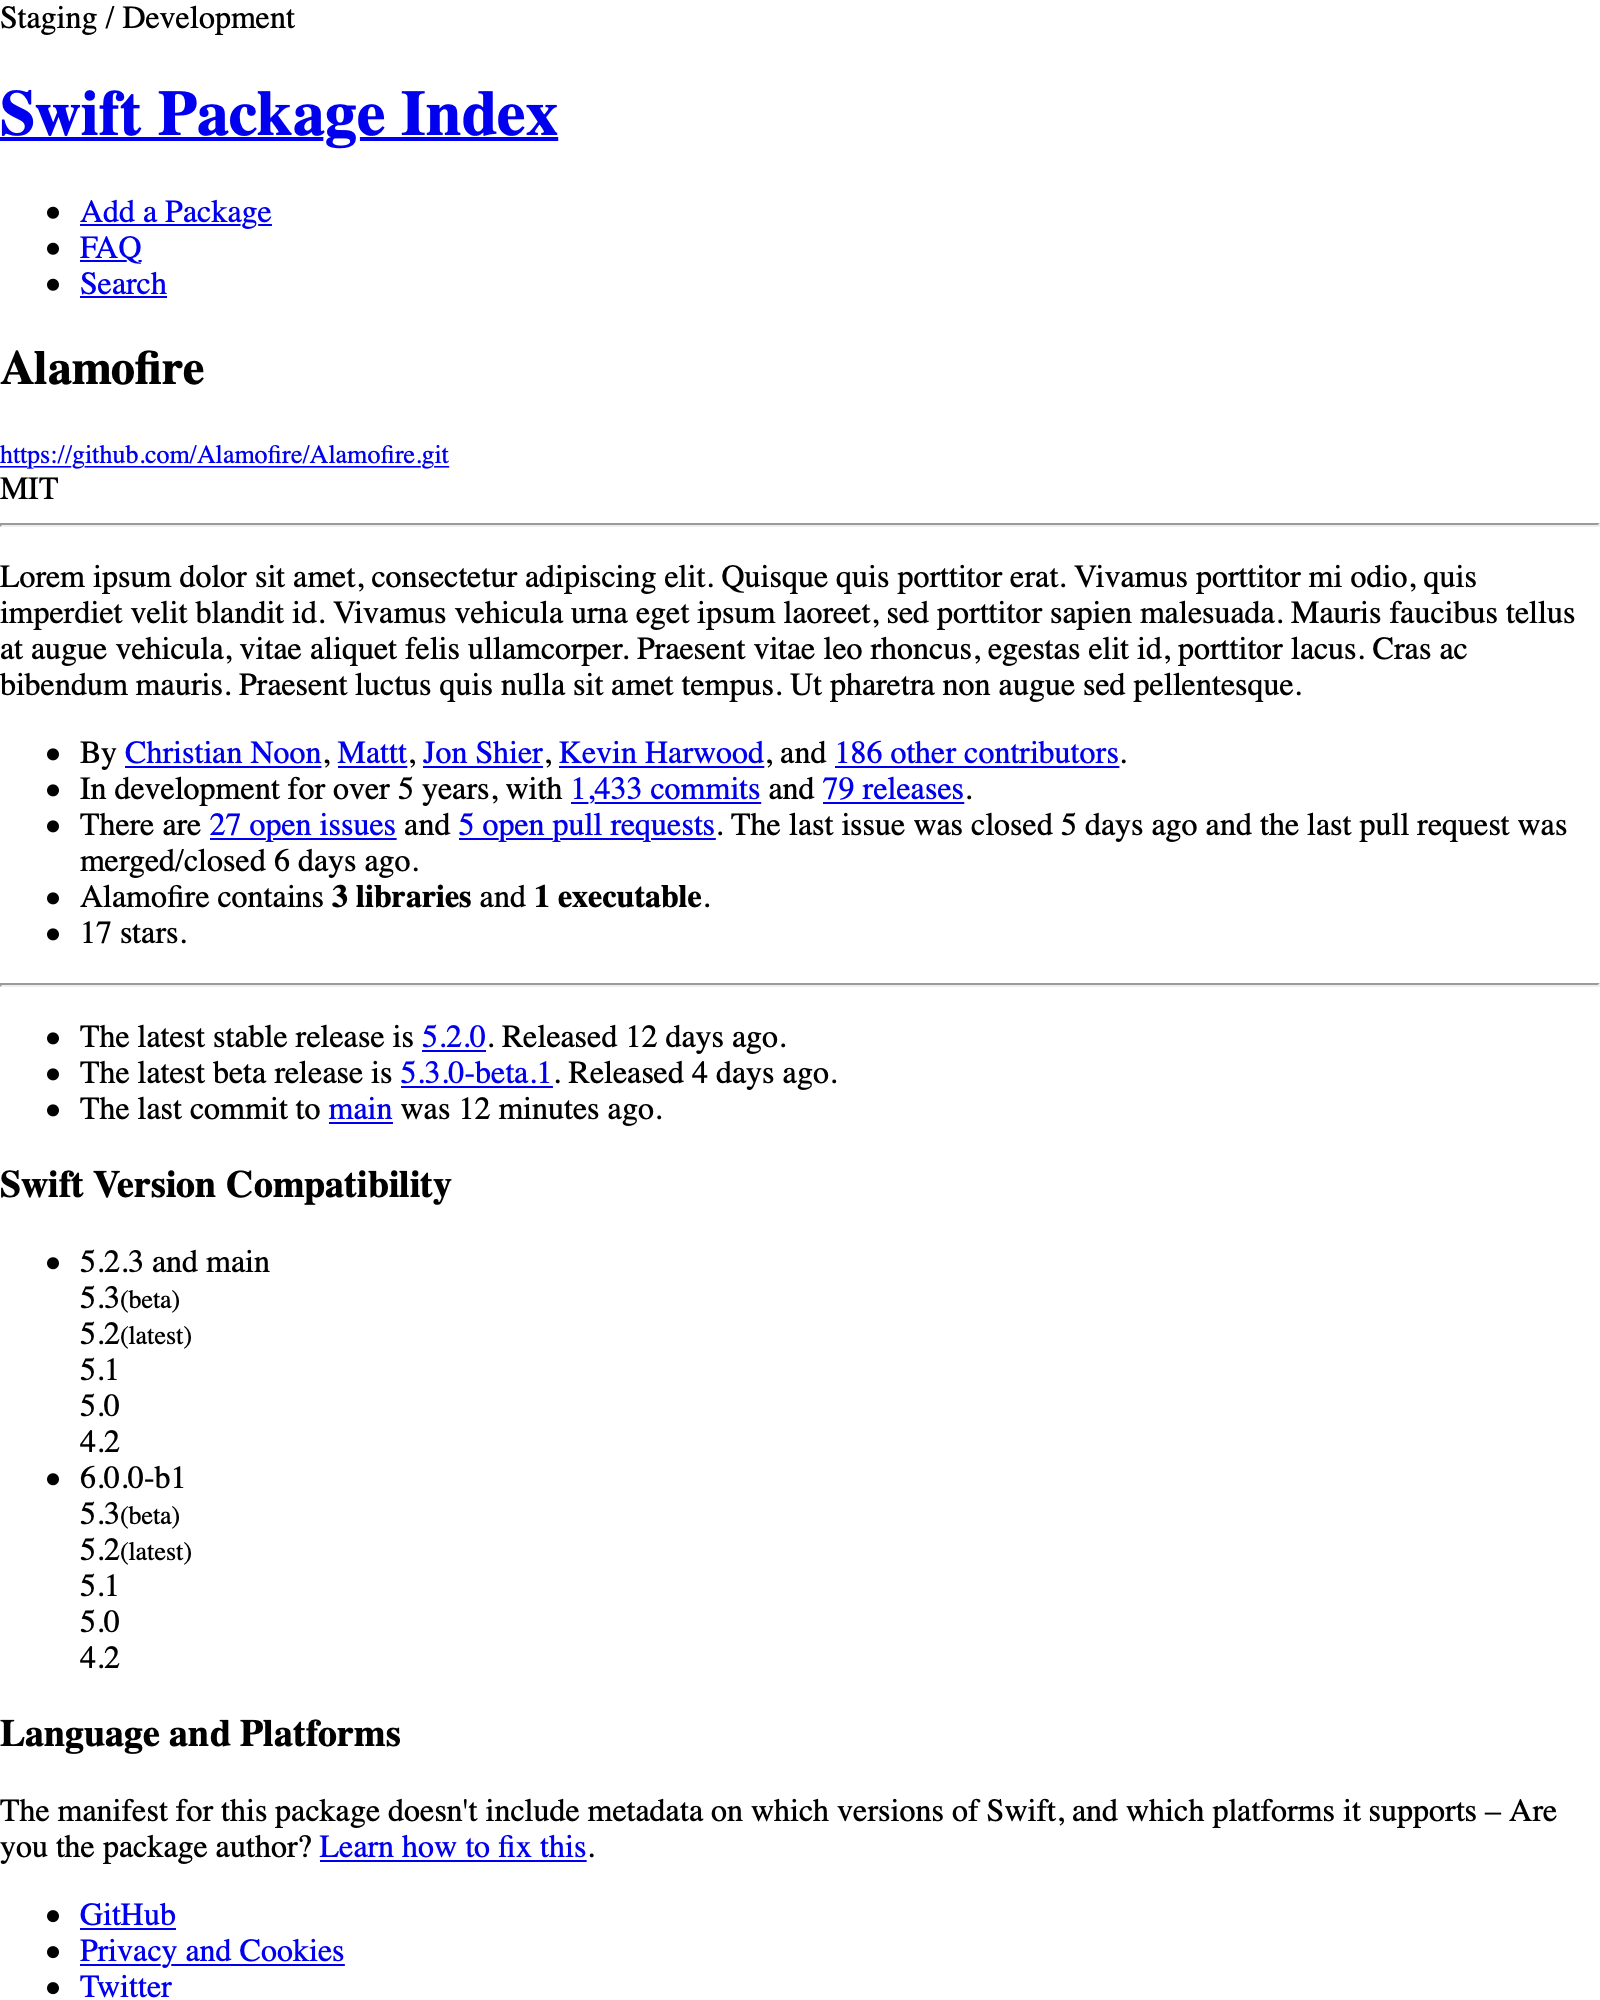 Staging / Development
Swift Package Index
Add a Package
FAQ
Search
Alamofire
https://github.com/Alamofire/Alamofire.git
MIT
Lorem ipsum dolor sit amet, consectetur adipiscing elit. Quisque quis porttitor erat. Vivamus porttitor mi odio, quis
imperdiet velit blandit id. Vivamus vehicula urna eget ipsum laoreet, sed porttitor sapien malesuada. Mauris faucibus tellus
at augue vehicula, vitae aliquet felis ullamcorper. Praesent vitae leo rhoncus, egestas elit id, porttitor lacus. Cras ac
bibendum mauris. Praesent luctus quis nulla sit amet tempus. Ut pharetra non augue sed pellentesque.
By Christian Noon, Mattt, Jon Shier, Kevin Harwood, and 186 other contributors.
In development for over 5 years, with 1,433 commits and 79 releases.
There are 27 open issues and 5 open pull requests. The last issue was closed 5 days ago and the last pull request was
merged/closed 6 days ago.
Alamofire contains 3 libraries and 1 executable.
17 stars.
The latest stable release is 5.2.0. Released 12 days ago.
The latest beta release is 5.3.0-beta.1. Released 4 days ago.
The last commit to main was 12 minutes ago.
Swift Version Compatibility
5.2.3 and main
5.3(beta)
5.2(latest)
5.1
5.0
4.2
6.0.0-b1
5.3(beta)
5.2(latest)
5.1
5.0
4.2
Language and Platforms
The manifest for this package doesn't include metadata on which versions of Swift, and which platforms it supports – Are
you the package author? Learn how to fix this.
GitHub
Privacy and Cookies
Twitter